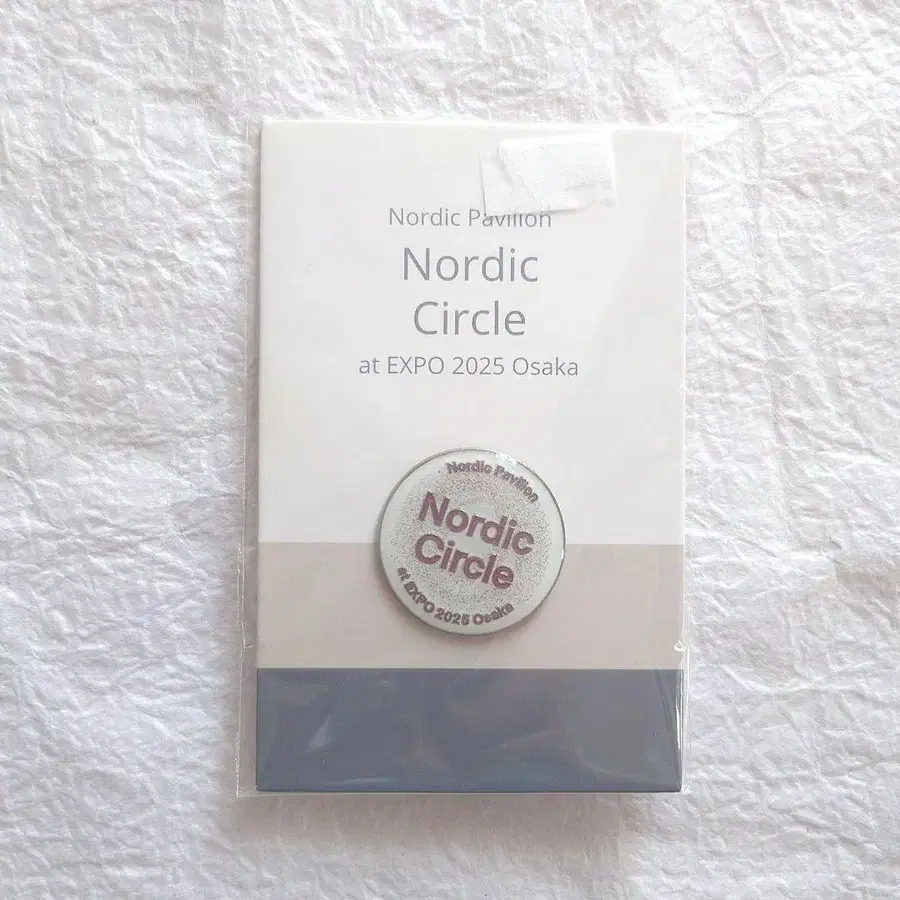 Nordic Pavilion
Nordic
Circle
at EXPO 2025 Osaka
Nordic Pavilion
Nordic
Circle
at EXPO 2025 Osaka